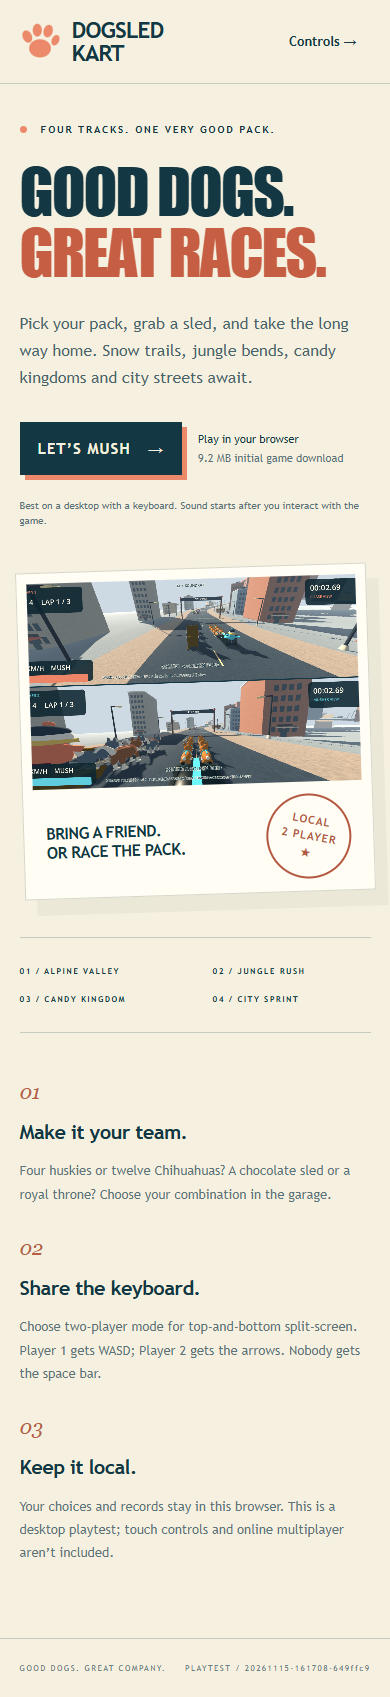 DOGSLED
KART
Controls →
FOUR TRACKS. ONE VERY GOOD PACK.
GOOD DOGS.
GREAT RACES.
Pick your pack, grab a sled, and take the long
way home. Snow trails, jungle bends, candy
kingdoms and city streets await.
LET’S MUSH →
Play in your browser
9.2 MB initial game download
Best on a desktop with a keyboard. Sound starts after you interact with the
game.
4 LAP 1 / 3
00:02.69
KM/H MUSH
4 LAP 1 / 3
00:02.69
KM/H MUSH
BRING A FRIEND.
OR RACE THE PACK.
LOCAL
2 PLAYER
★
01 / ALPINE VALLEY
02 / JUNGLE RUSH
03 / CANDY KINGDOM
04 / CITY SPRINT
01
Make it your team.
Four huskies or twelve Chihuahuas? A chocolate sled or a
royal throne? Choose your combination in the garage.
02
Share the keyboard.
Choose two-player mode for top-and-bottom split-screen.
Player 1 gets WASD; Player 2 gets the arrows. Nobody gets
the space bar.
03
Keep it local.
Your choices and records stay in this browser. This is a
desktop playtest; touch controls and online multiplayer
aren’t included.
GOOD DOGS. GREAT COMPANY.
PLAYTEST / 20261115-161708-649ffc9